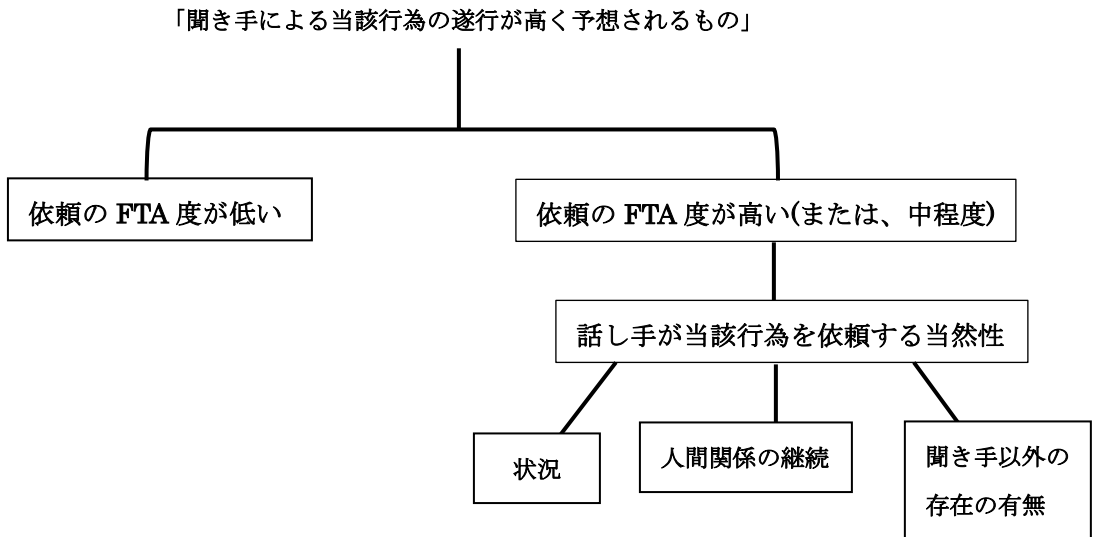 「聞き手による当該行為の遂行が高く予想されるもの」
依頼の FTA 度が低い
依頼の FTA 度が高い(または、中程度)
話し手が当該行為を依頼する当然性
状況
人間関係の継続
聞き手以外の
存在の有無